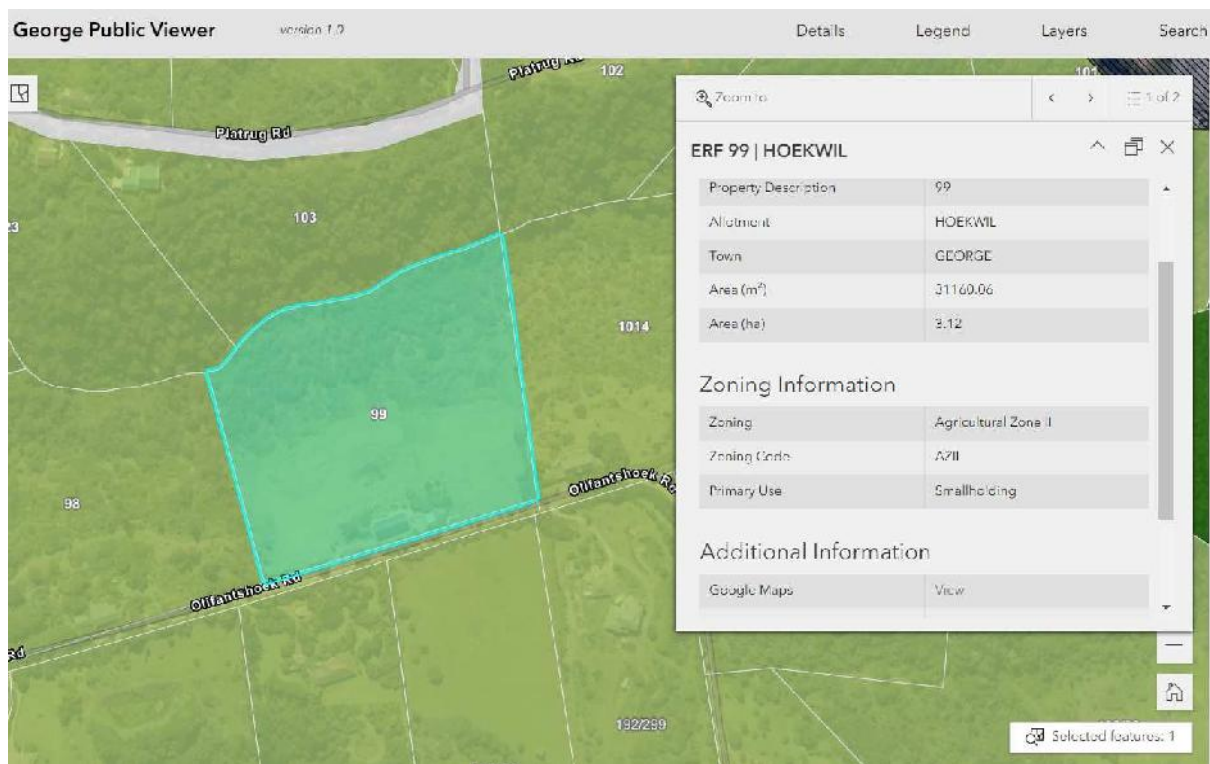 George Public Viewer version 1.0 Details Legend Layers Search
Platrug Rd
102
101
Zoom to
1 of 2
Platrug Rd
ERF 99 | HOEKWIL
Property Description 99
Allotment HOEKWIL
Town GEORGE
Area (m²) 31160.06
Area (ha) 3.12
103
1014
Zoning Information
Zoning Agricultural Zone II
Zoning Code AZII
Primary Use Smallholding
99
98
Olifantshoek Rd
Additional Information
Google Maps View
Olifantshoek Rd
Rd
192/299
Selected features: 1